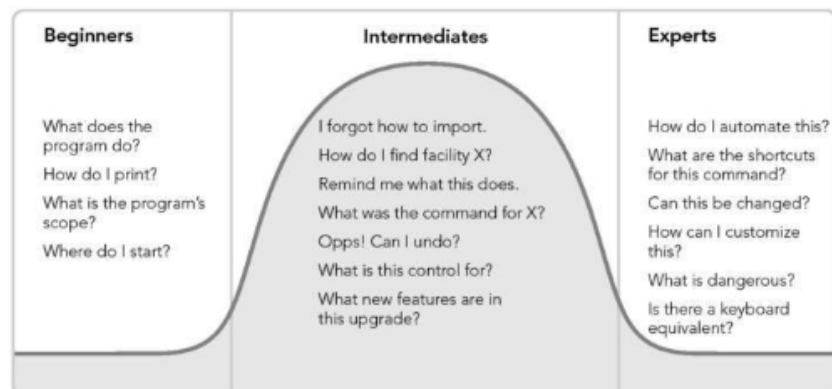 Beginners
What does the
program do?
How do I print?
What is the program's
scope?
Where do I start?
Intermediates
I forgot how to import.
How do I find facility X?
Remind me what this does.
What was the command for X?
Opps! Can I undo?
What is this control for?
What new features are in
this upgrade?
Experts
How do I automate this?
What are the shortcuts
for this command?
Can this be changed?
How can I customize
this?
What is dangerous?
Is there a keyboard
equivalent?